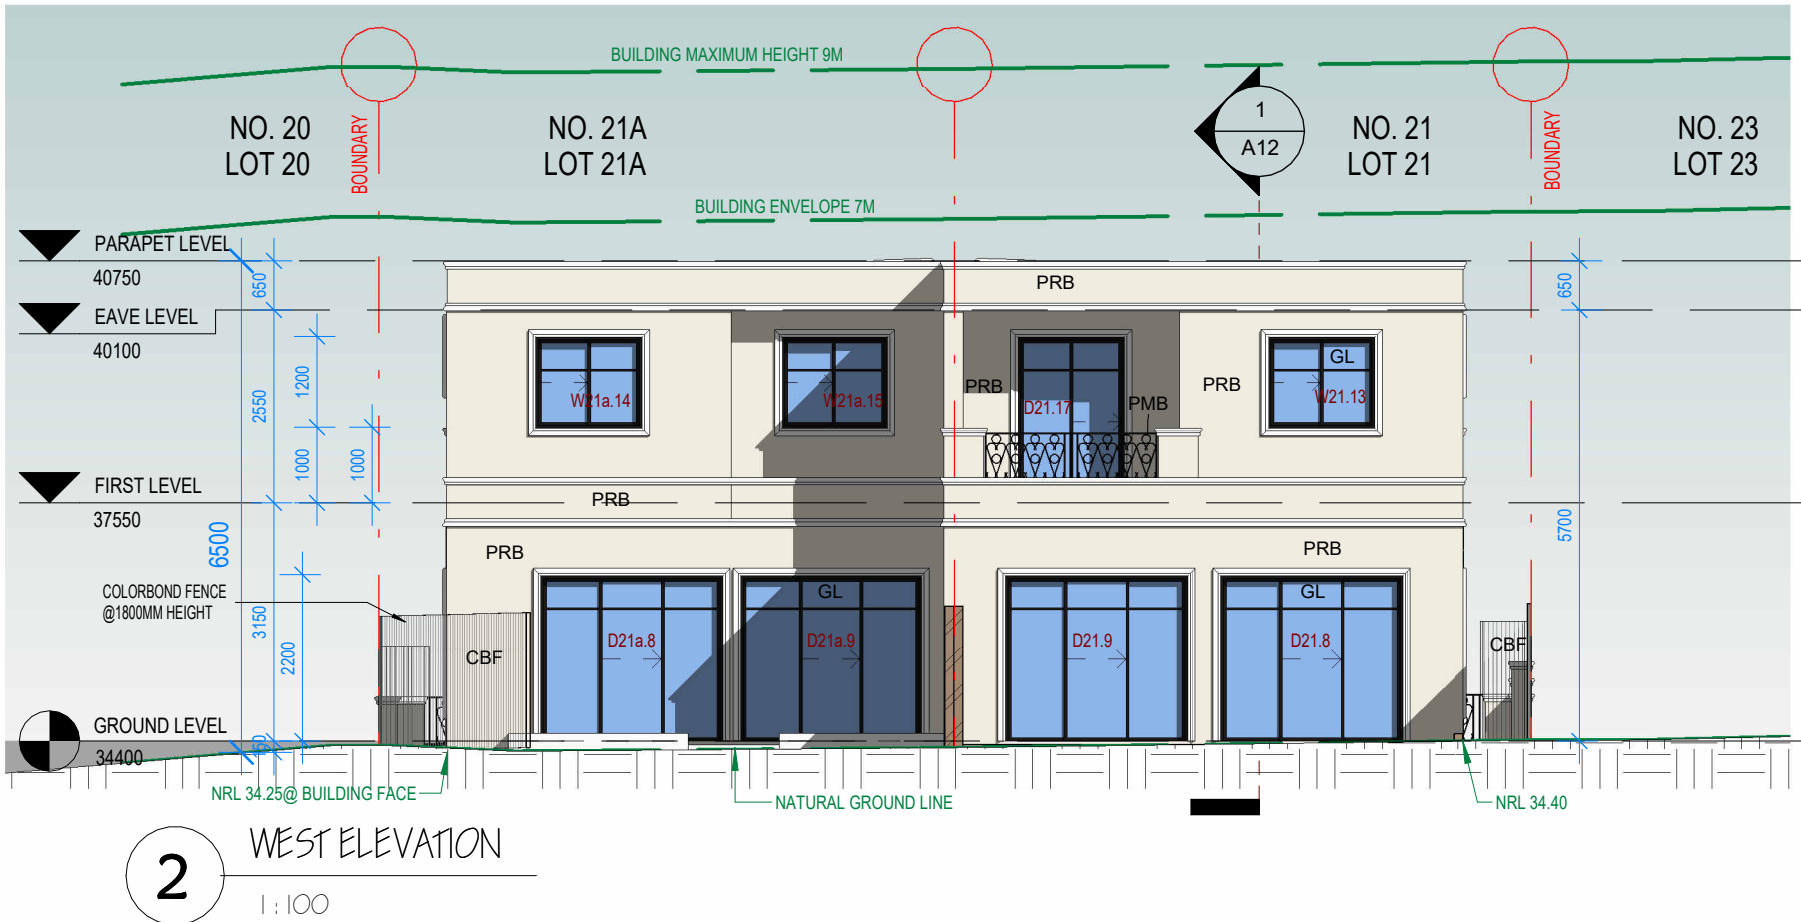 BUILDING MAXIMUM HEIGHT 9M
NO. 20
LOT 20
BOUNDARY
NO. 21A
LOT 21A
1
A12
NO. 21
LOT 21
BOUNDARY
NO. 23
LOT 23
BUILDING ENVELOPE 7M
PARAPET LEVEL
40750
650
PRB
650
EAVE LEVEL
40100
1200
2550
1000
1000
W21a.14
W21a.15
PRB
D21.17
PMB
PRB
GL
W21.13
FIRST LEVEL
37550
PRB
6500
5700
PRB
PRB
COLORBOND FENCE
@1800MM HEIGHT
3150
2200
CBF
D21a.8
GL
D21a.9
D21.9
GL
D21.8
CBF
GROUND LEVEL
34400
NRL 34.25@ BUILDING FACE
NATURAL GROUND LINE
NRL 34.40
2
WEST ELEVATION
1 : 100